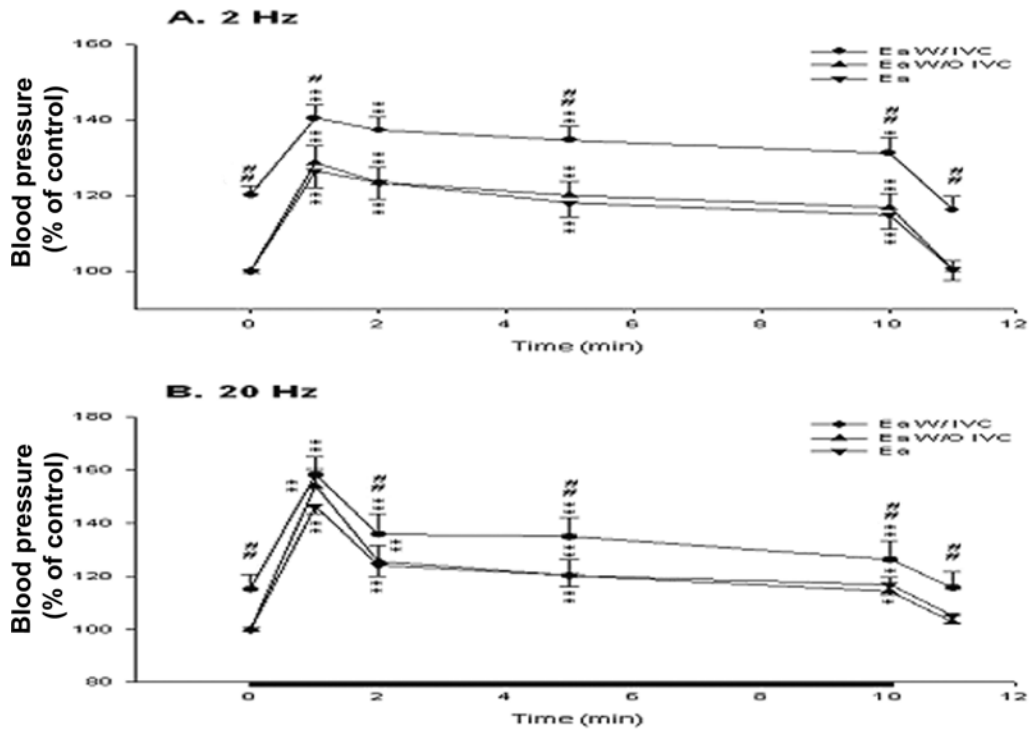 A. 2 Hz
160
140
120
100
Blood pressure
(% of control)
Ea W/IVC
Ea W/O IVC
Ea
0 2 4 6 8 10 12
Time (min)
B. 20 Hz
180
160
140
120
100
80
Blood pressure
(% of control)
Ea W/IVC
Ea W/O IVC
Ea
0 2 4 6 8 10 12
Time (min)